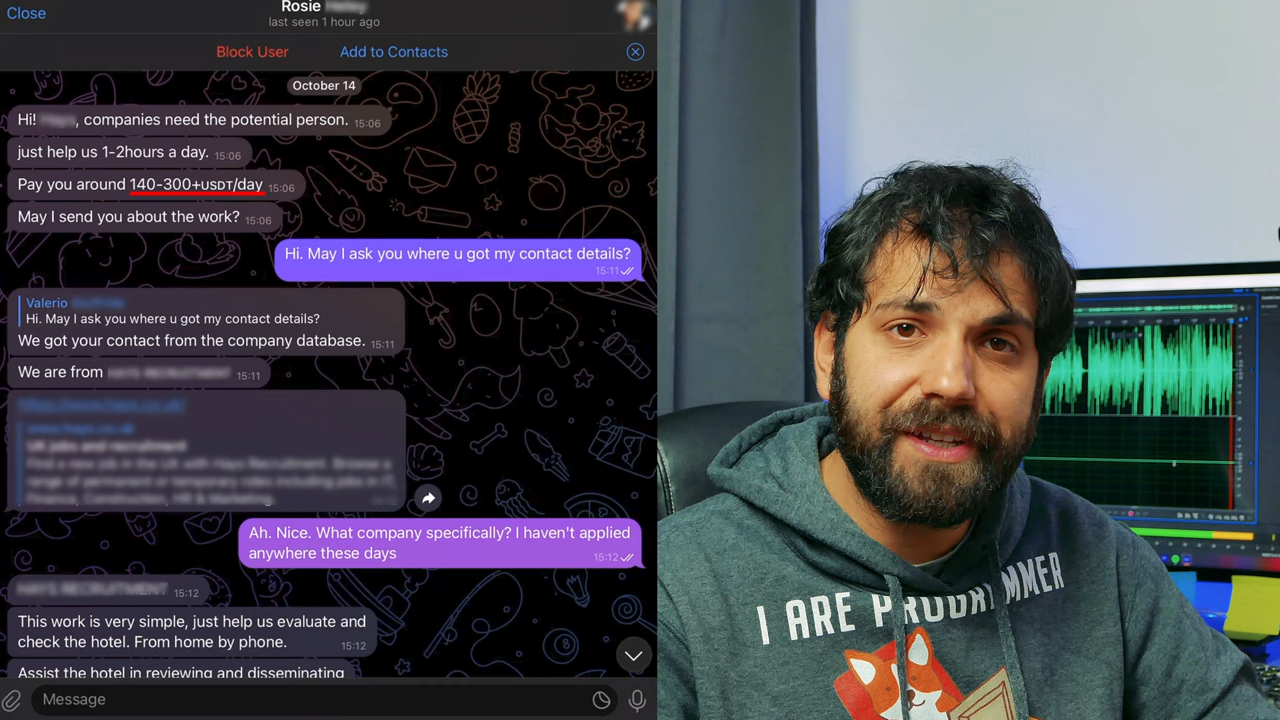 Close
Rosie
last seen 1 hour ago
Block User
Add to Contacts
October 14
Hi! , companies need the potential person. 15:06
just help us 1-2hours a day. 15:06
Pay you around 140-300+USDT/day 15:06
May I send you about the work? 15:06
Hi. May I ask you where u got my contact details?
15:11
Valerio
Hi. May I ask you where u got my contact details?
We got your contact from the company database. 15:11
We are from 15:11
Ah. Nice. What company specifically? I haven't applied
anywhere these days 15:12
15:12
This work is very simple, just help us evaluate and
check the hotel. From home by phone. 15:12
Assist the hotel in reviewing and disseminating
Message
I ARE PROGRAMMER